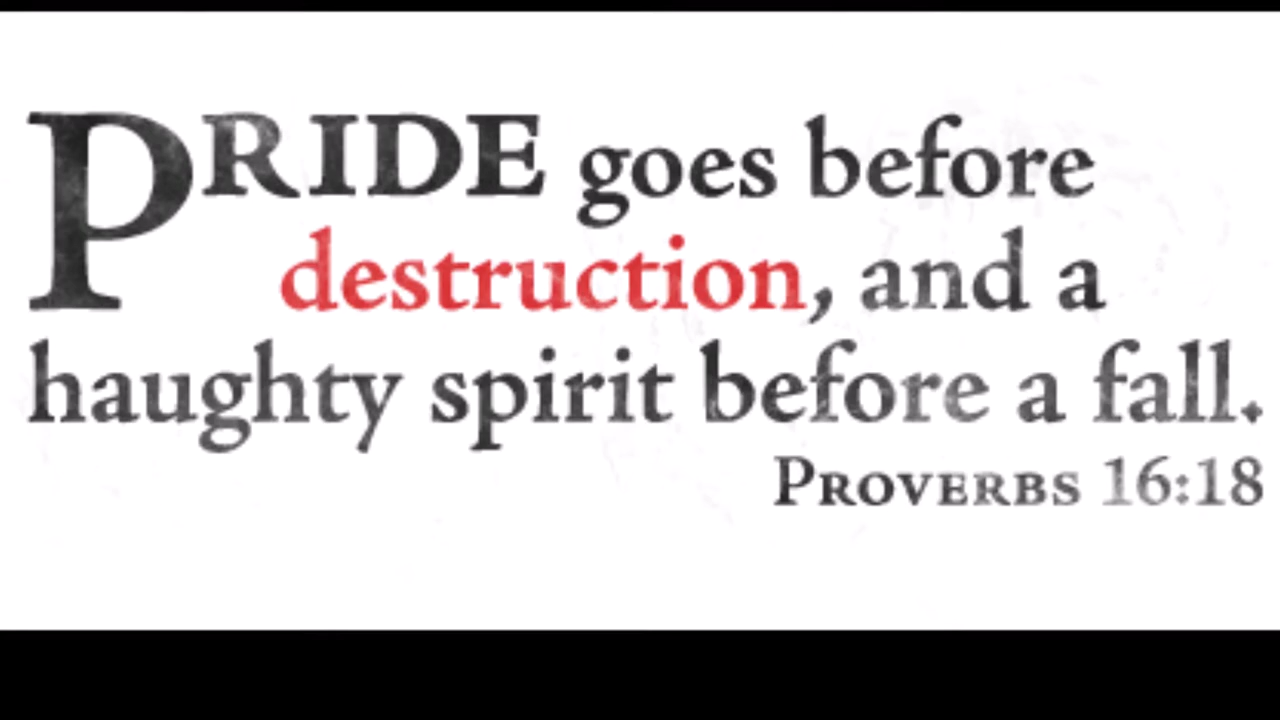 PRIDE goes before
destruction, and a
haughty spirit before a fall.
PROVERBS 16:18